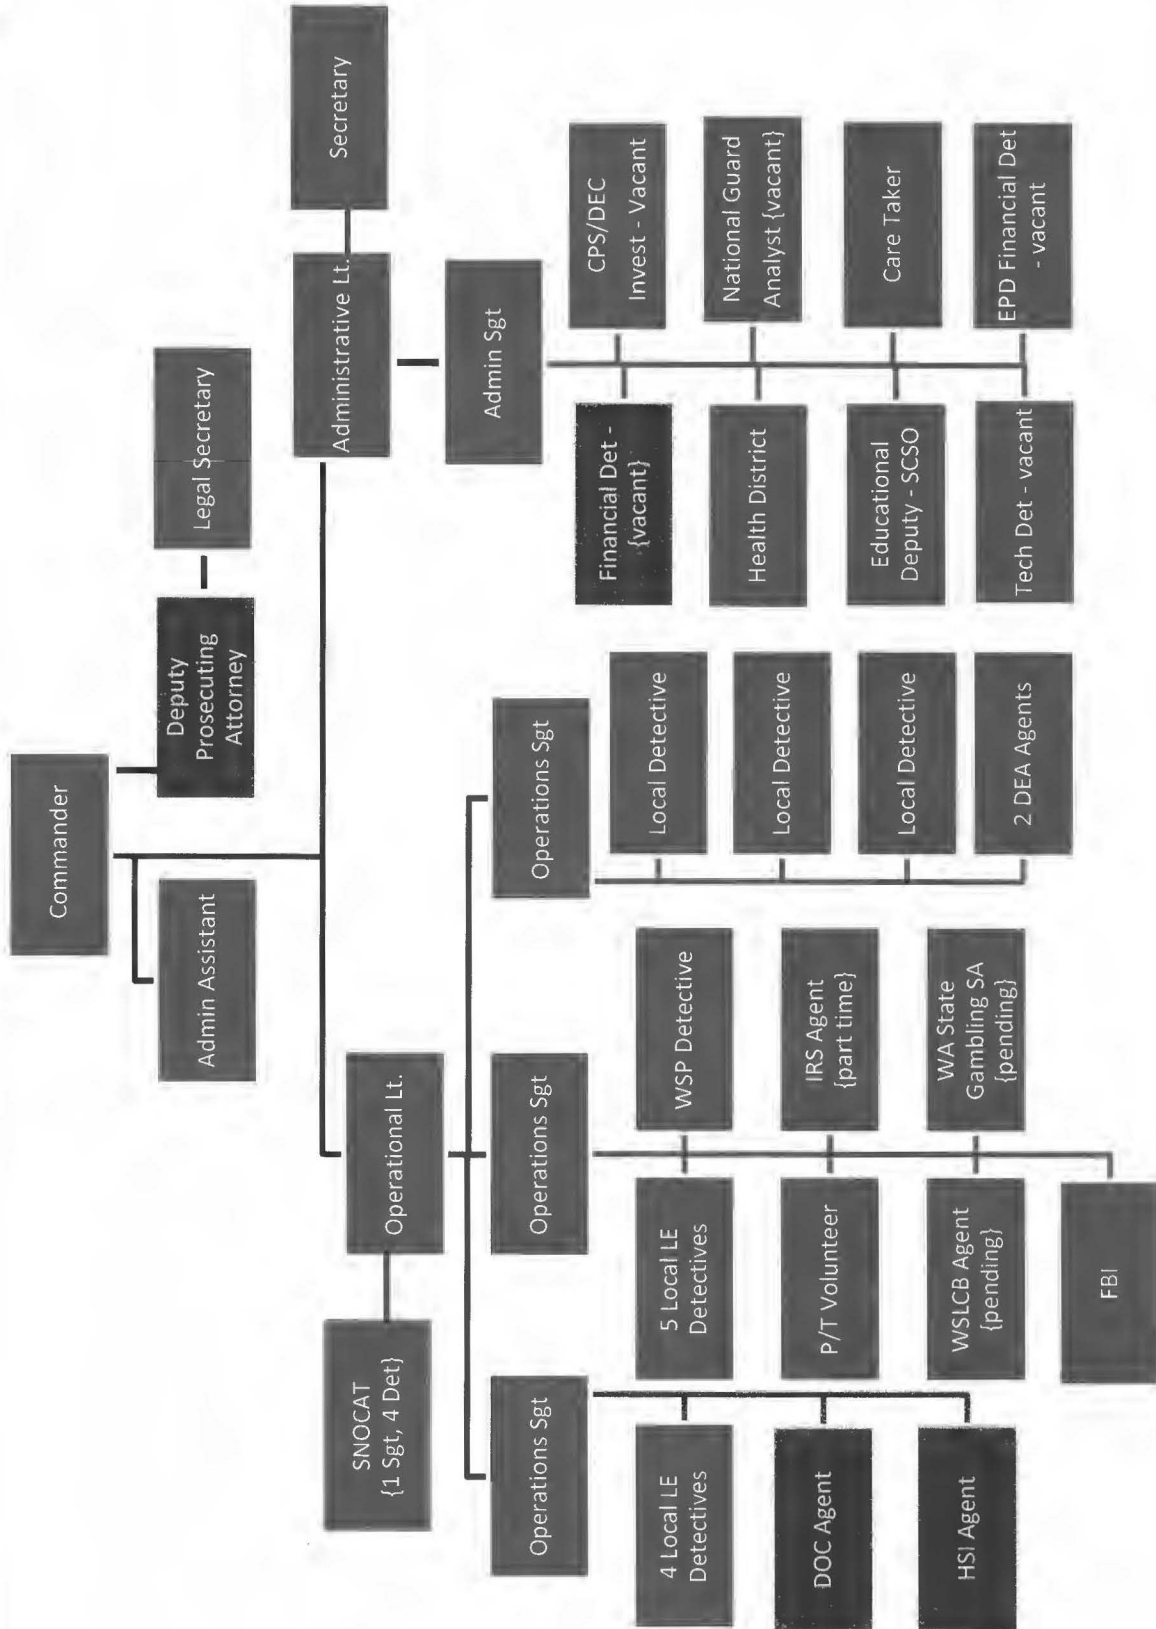 Commander
Admin Assistant
Deputy
Prosecuting
Attorney
Legal Secretary
Operational Lt.
Administrative Lt.
Secretary
SNOCAT
{1 Sgt, 4 Det}
Operations Sgt
Operations Sgt
Operations Sgt
Admin Sgt
4 Local LE
Detectives
DOC Agent
HSI Agent
5 Local LE
Detectives
WSP Detective
P/T Volunteer
IRS Agent
{part time}
WSLCB Agent
{pending}
WA State
Gambling SA
{pending}
FBI
Local Detective
Local Detective
Local Detective
2 DEA Agents
Financial Det -
{vacant}
CPS/DEC
Invest - Vacant
Health District
National Guard
Analyst {vacant}
Educational
Deputy - SCSO
Care Taker
Tech Det - vacant
EPD Financial Det
- vacant